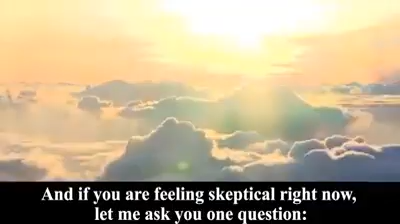 And if you are feeling skeptical right now,
let me ask you one question: